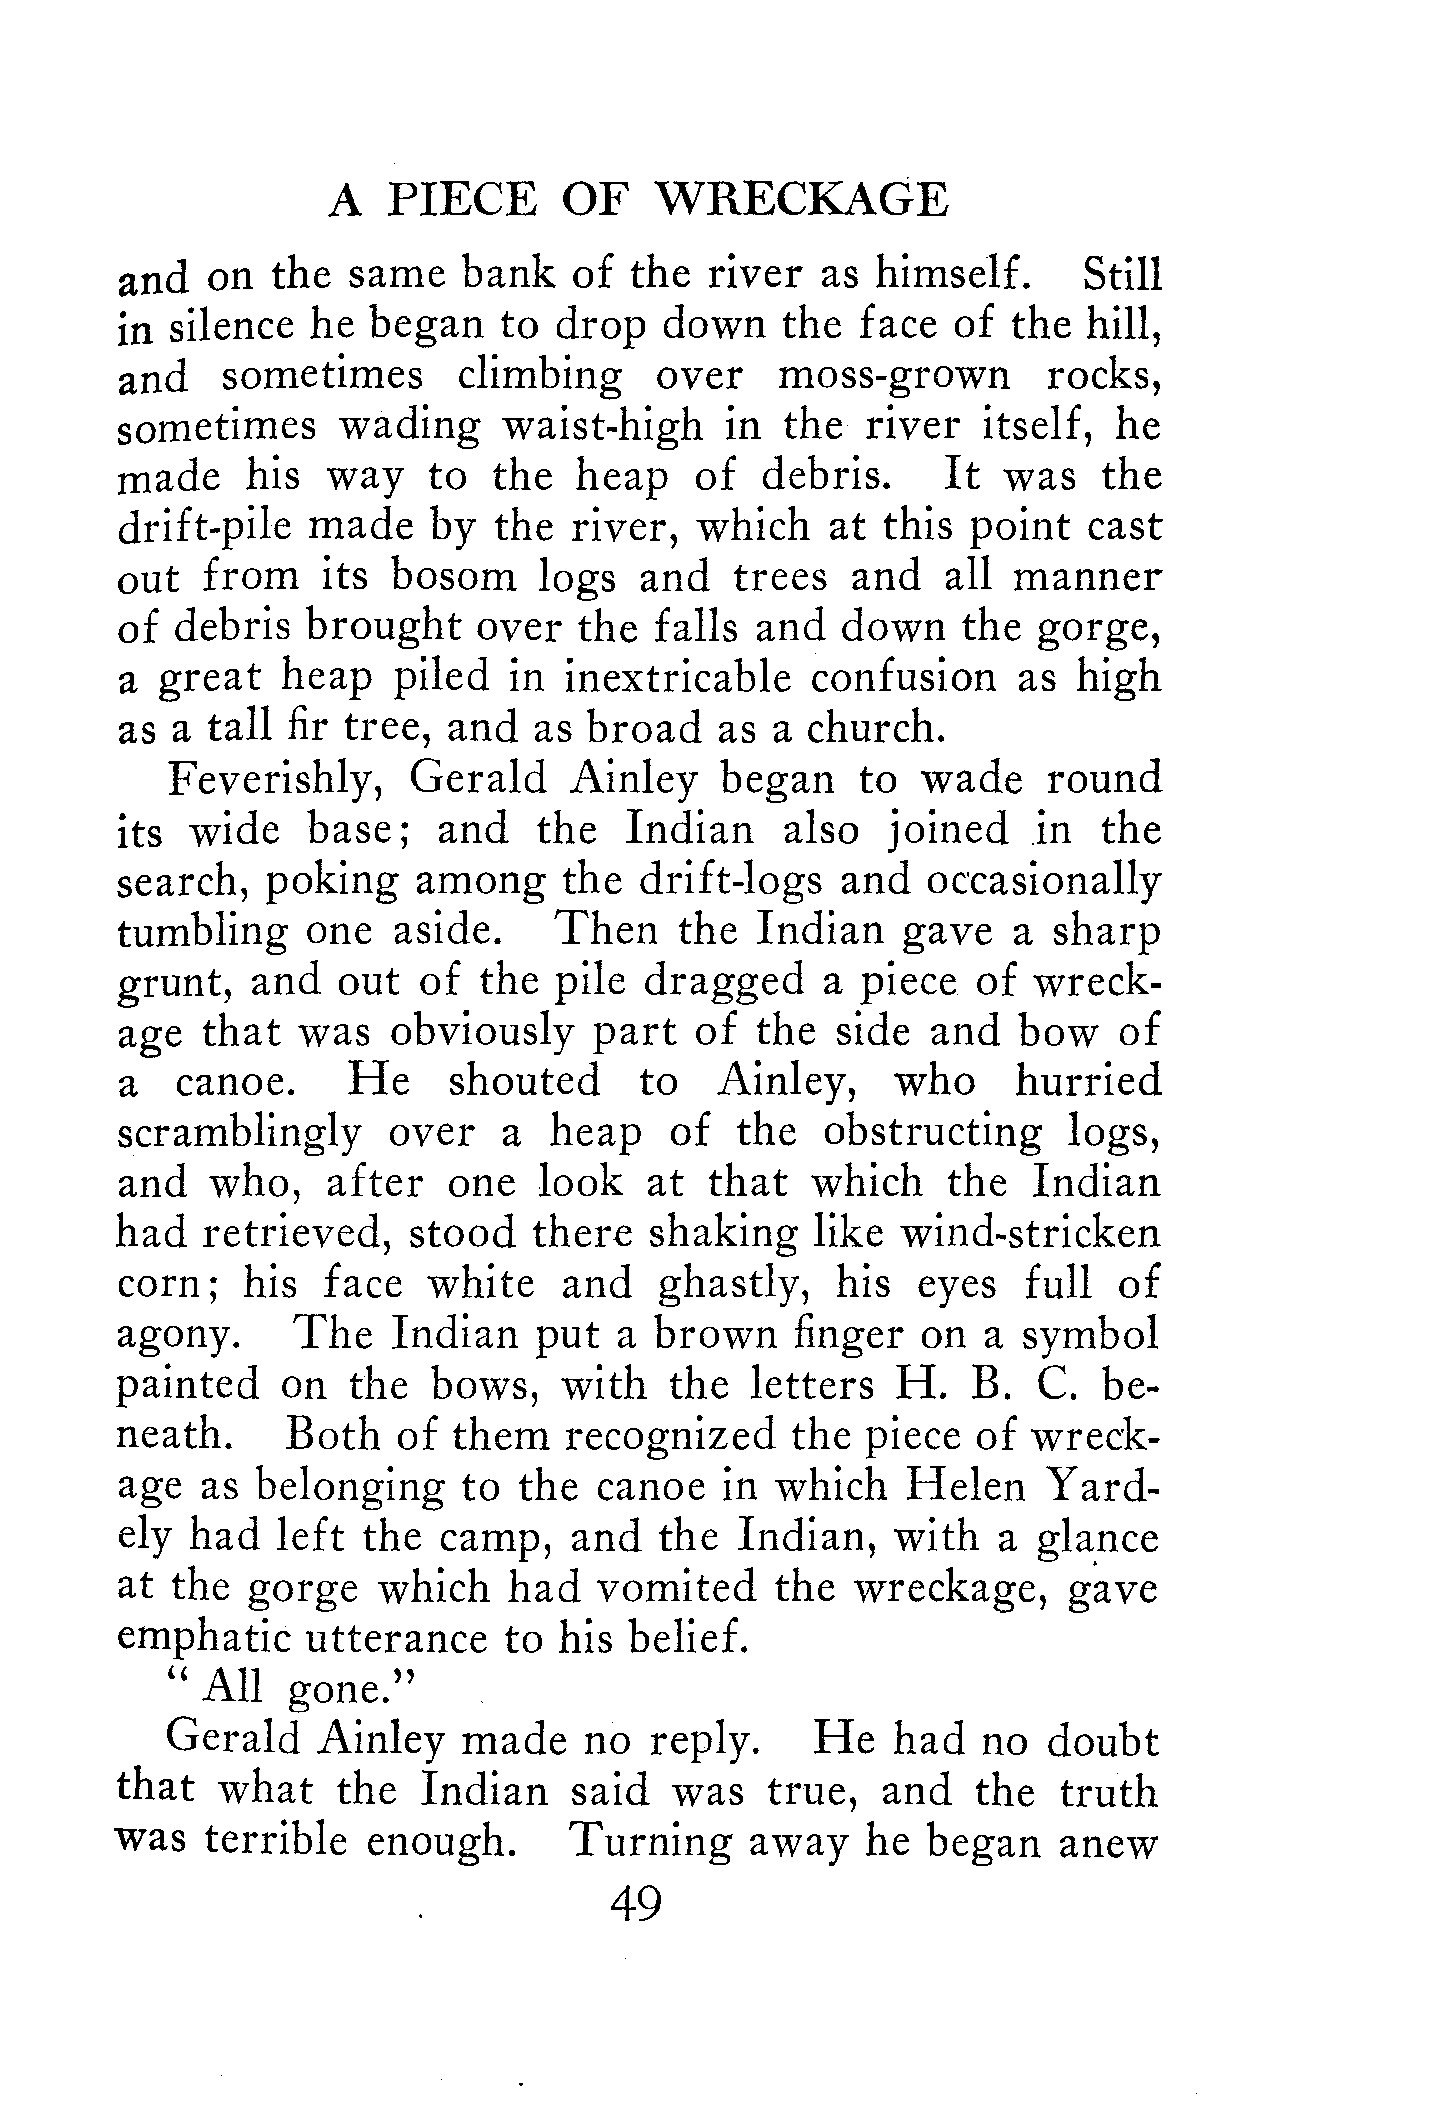 A PIECE OF WRECKAGE
and on the same bank of the river as himself. Still
in silence he began to drop down the face of the hill,
and sometimes climbing over moss-grown rocks,
sometimes wading waist-high in the river itself, he
made his way to the heap of debris. It was the
drift-pile made by the river, which at this point cast
out from its bosom logs and trees and all manner
of debris brought over the falls and down the gorge,
a great heap piled in inextricable confusion as high
as a tall fir tree, and as broad as a church.
Feverishly, Gerald Ainley began to wade round
its wide base; and the Indian also joined in the
search, poking among the drift-logs and occasionally
tumbling one aside. Then the Indian gave a sharp
grunt, and out of the pile dragged a piece of wreck-
age that was obviously part of the side and bow of
a canoe. He shouted to Ainley, who hurried
scramblingly over a heap of the obstructing logs,
and who, after one look at that which the Indian
had retrieved, stood there shaking like wind-stricken
corn; his face white and ghastly, his eyes full of
agony. The Indian put a brown finger on a symbol
painted on the bows, with the letters H. B. C. be-
neath. Both of them recognized the piece of wreck-
age as belonging to the canoe in which Helen Yard-
ely had left the camp, and the Indian, with a glance
at the gorge which had vomited the wreckage, gave
emphatic utterance to his belief.
" All gone."
Gerald Ainley made no reply. He had no doubt
that what the Indian said was true, and the truth
was terrible enough. Turning away he began anew
49